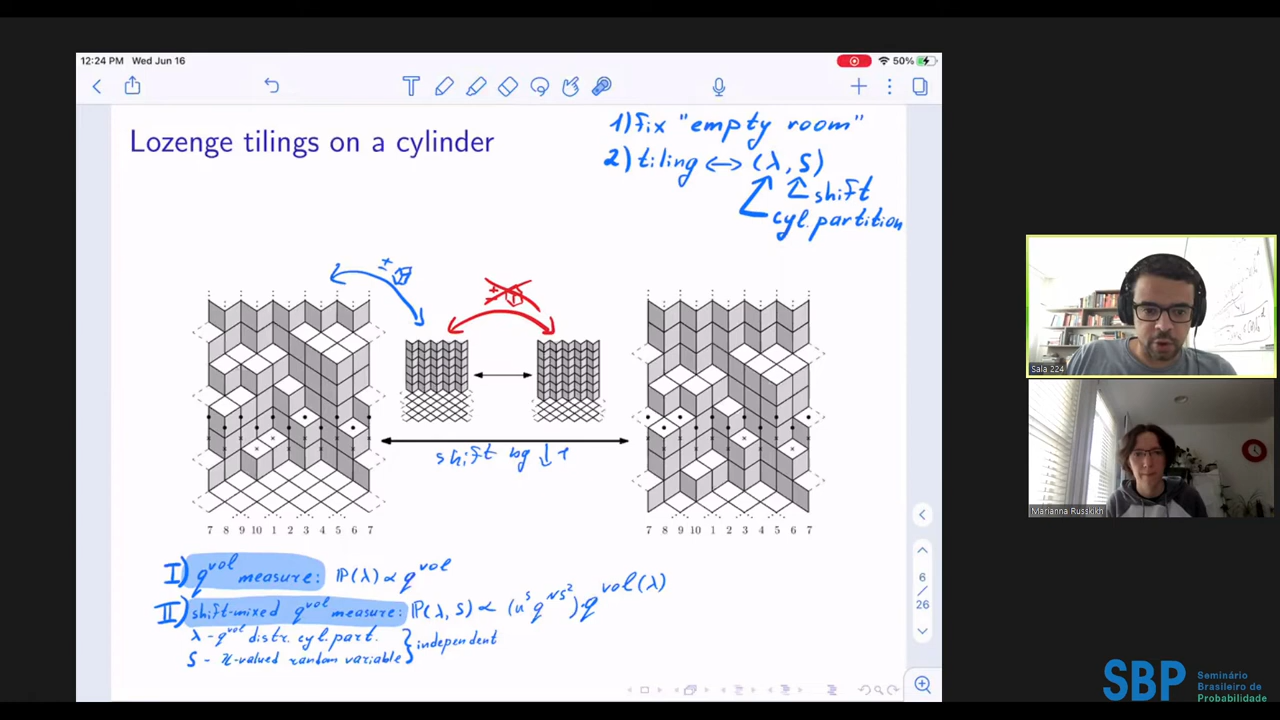 12:24 PM Wed Jun 16
50%
Lozenge tilings on a cylinder
1) fix "empty room"
2) tiling ↔ (λ, S)
shift
cyl. partition
±
±
shift by ↓
7 8 9 10 1 2 3 4 5 6 7
7 8 9 10 1 2 3 4 5 6 7
I) q^vol measure: P(λ) ∝ q^vol
II) shift-mixed q^vol measure: P(λ, S) ∝ (u^S q^{NS²})·q^{vol(λ)}
λ - q^vol distr. cyl. part.
S - ℤ-valued random variable } independent
6
/
26
Sala 224
Marianna Russkikh
SBP
Seminário
Brasileiro de
Probabilidade